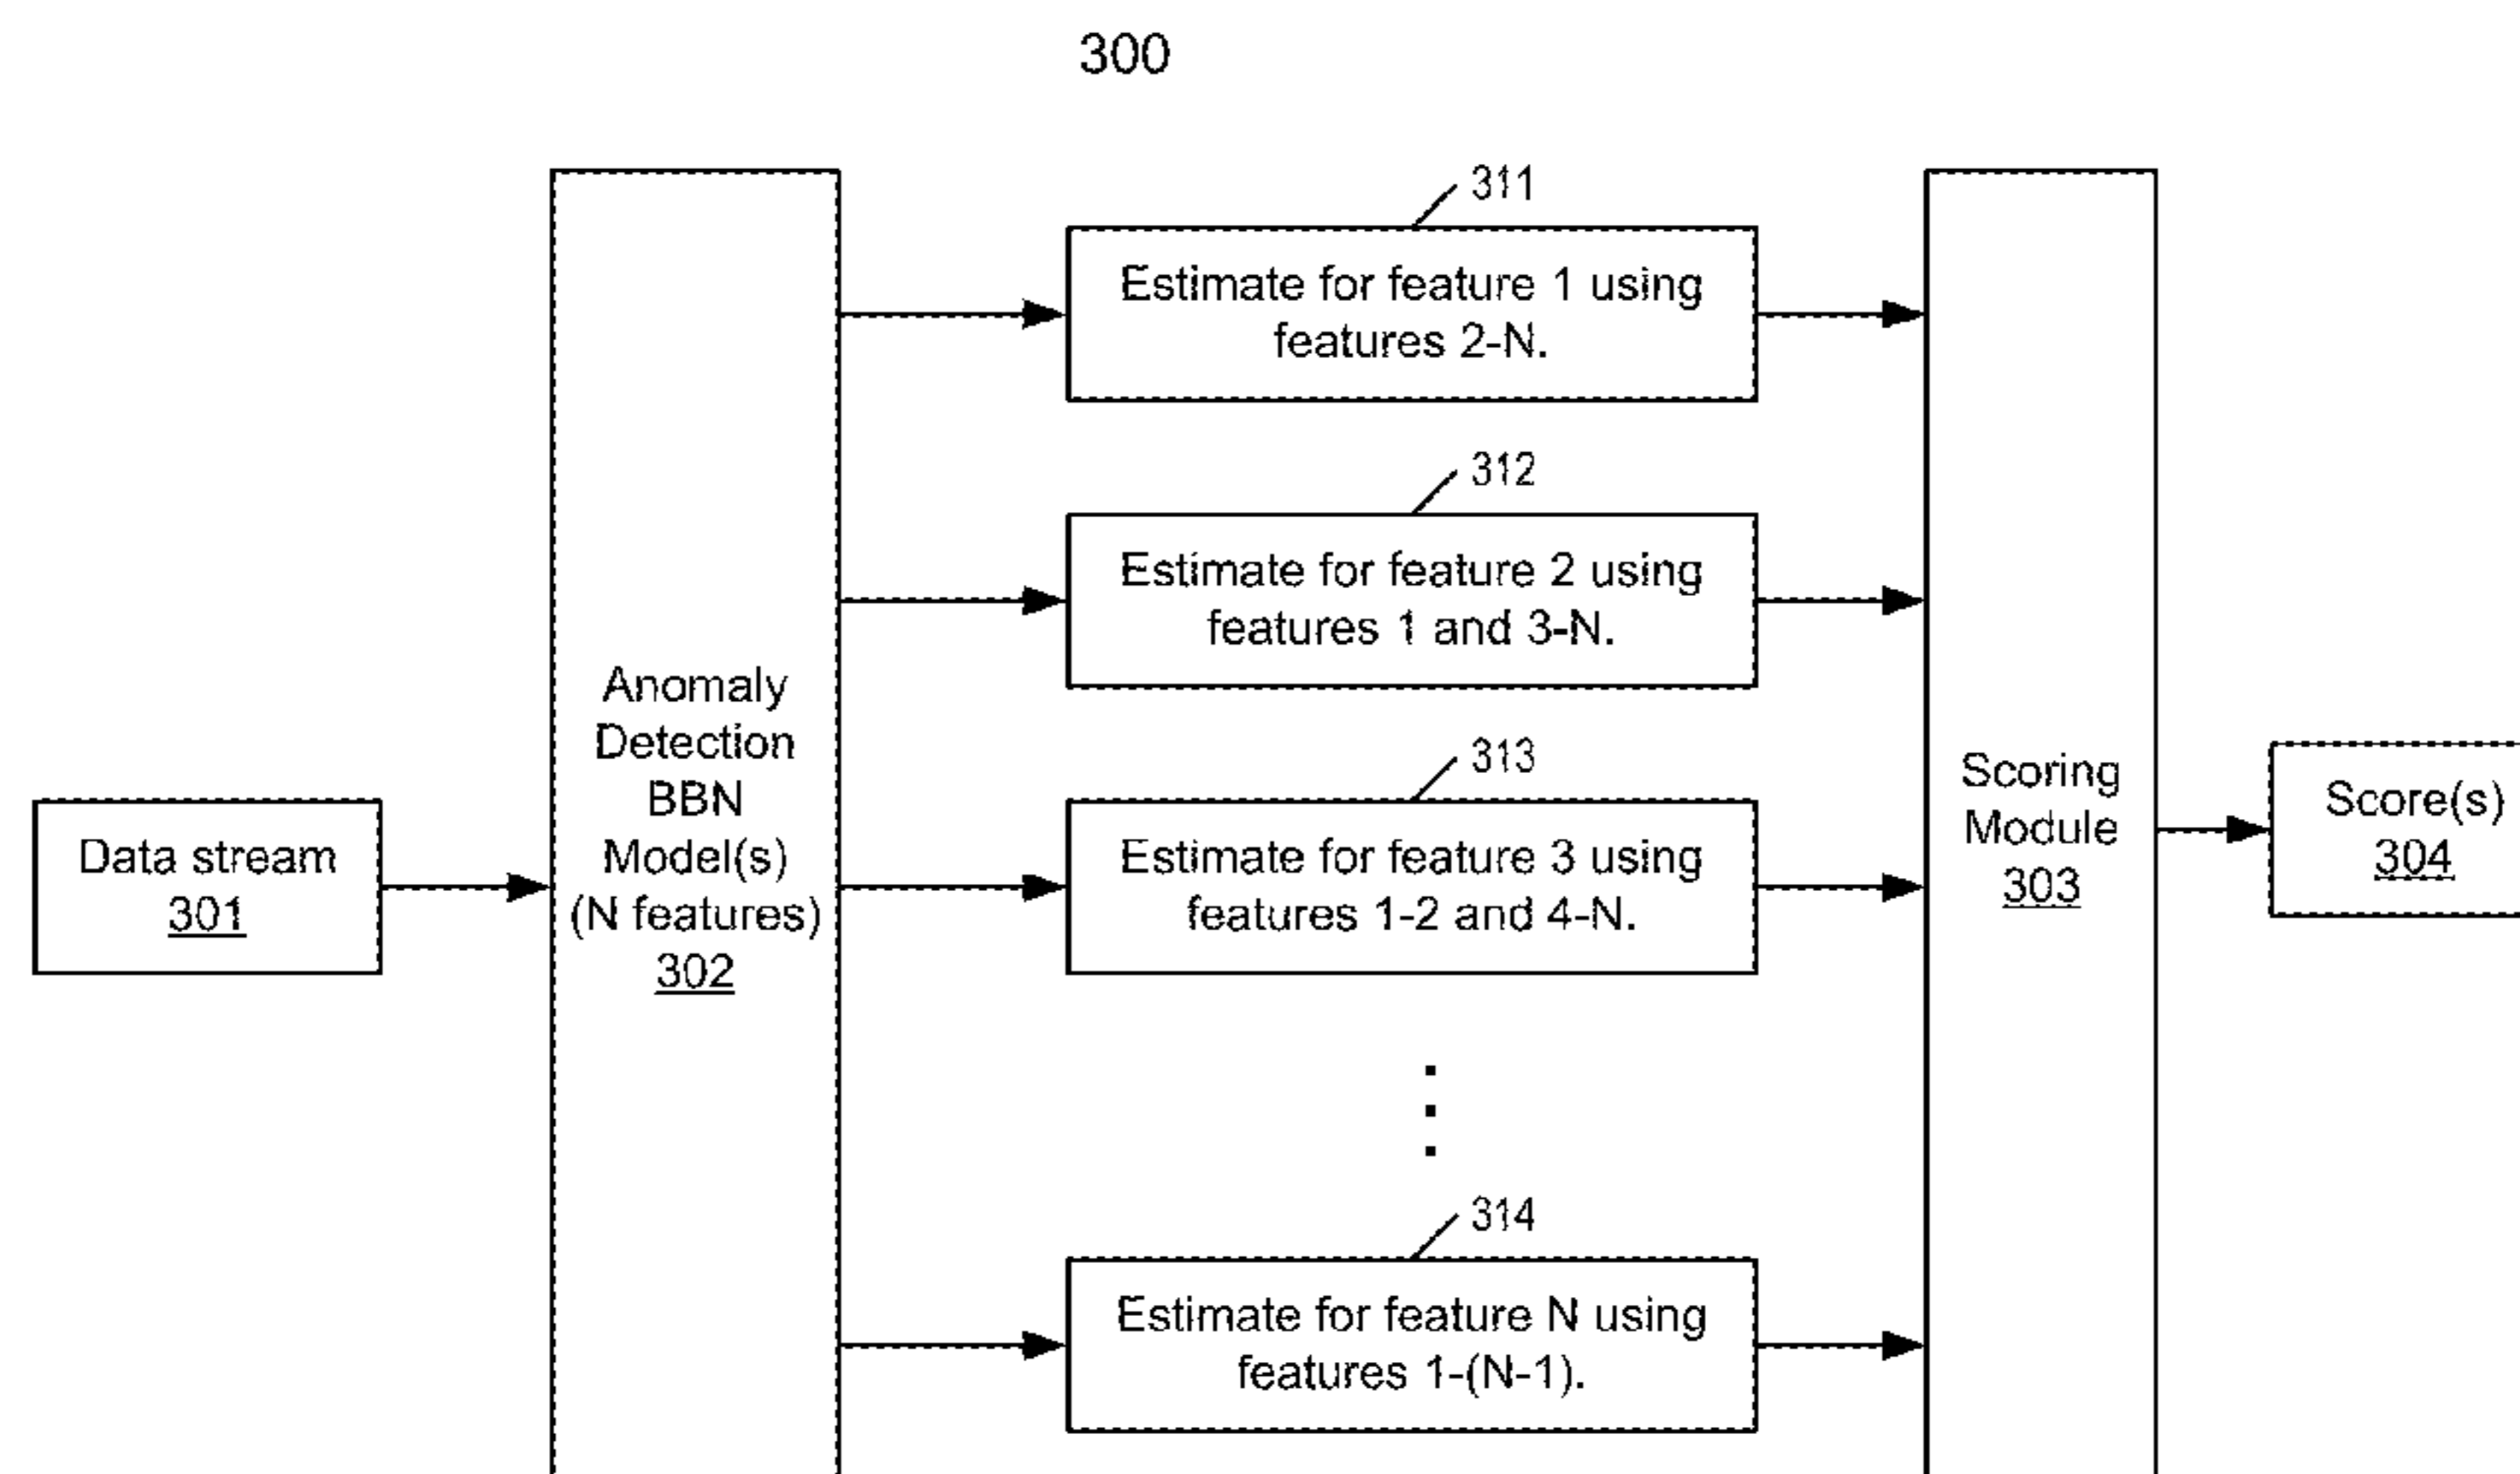 300
Data stream
301
Anomaly
Detection
BBN
Model(s)
(N features)
302
311
Estimate for feature 1 using
features 2-N.
312
Estimate for feature 2 using
features 1 and 3-N.
313
Estimate for feature 3 using
features 1-2 and 4-N.
314
Estimate for feature N using
features 1-(N-1).
Scoring
Module
303
Score(s)
304